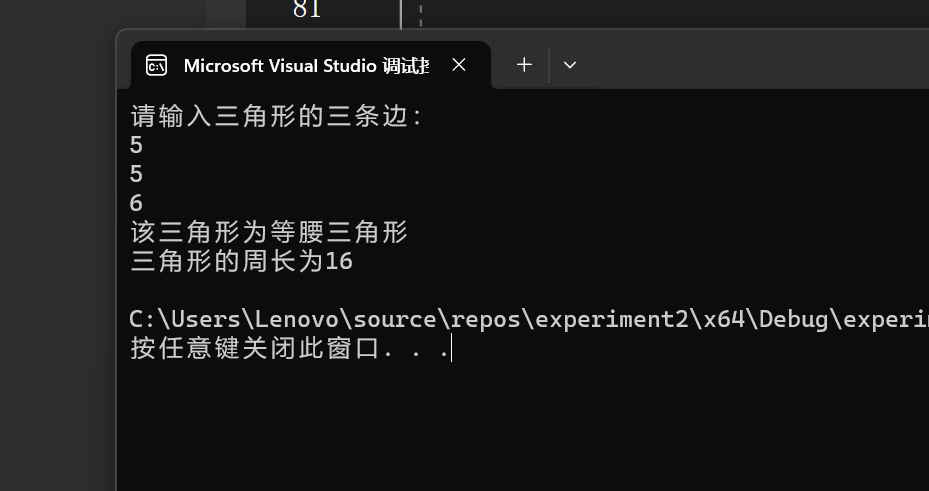 81
Microsoft Visual Studio 调试
请输入三角形的三条边：
5
5
6
该三角形为等腰三角形
三角形的周长为16
C:\Users\Lenovo\source\repos\experiment2\x64\Debug\experi
按任意键关闭此窗口. . .